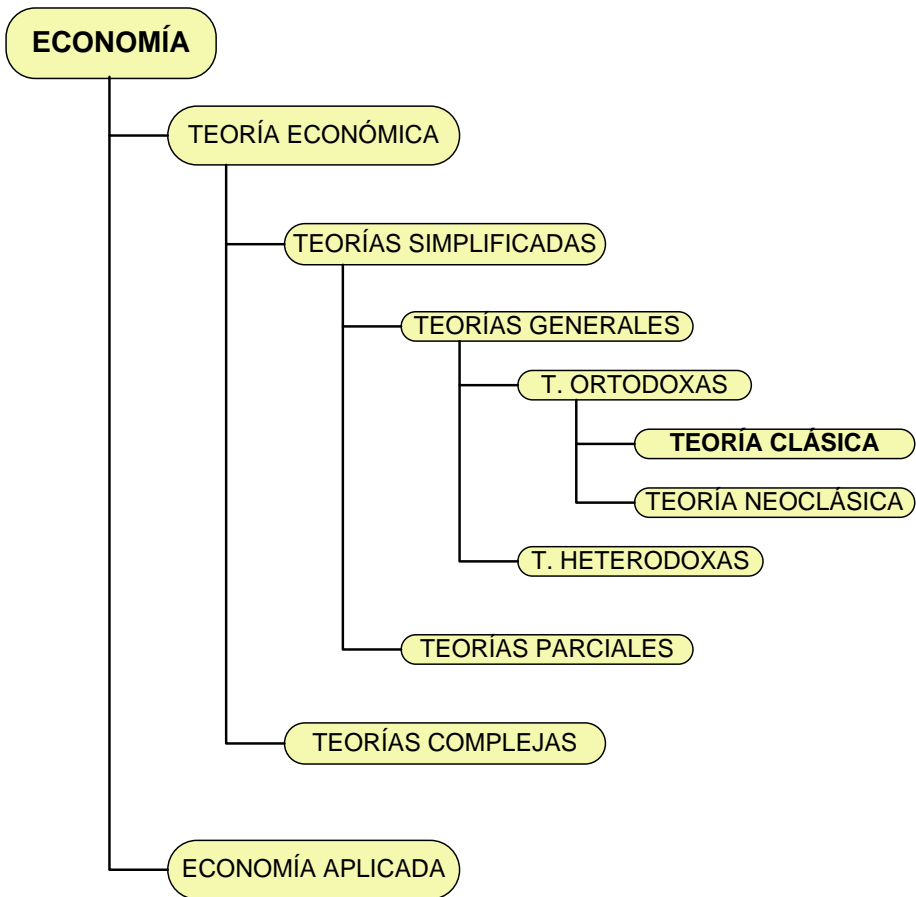 ECONOMÍA
TEORÍA ECONÓMICA
TEORÍAS SIMPLIFICADAS
TEORÍAS GENERALES
T. ORTODOXAS
TEORÍA CLÁSICA
TEORÍA NEOCLÁSICA
T. HETERODOXAS
TEORÍAS PARCIALES
TEORÍAS COMPLEJAS
ECONOMÍA APLICADA